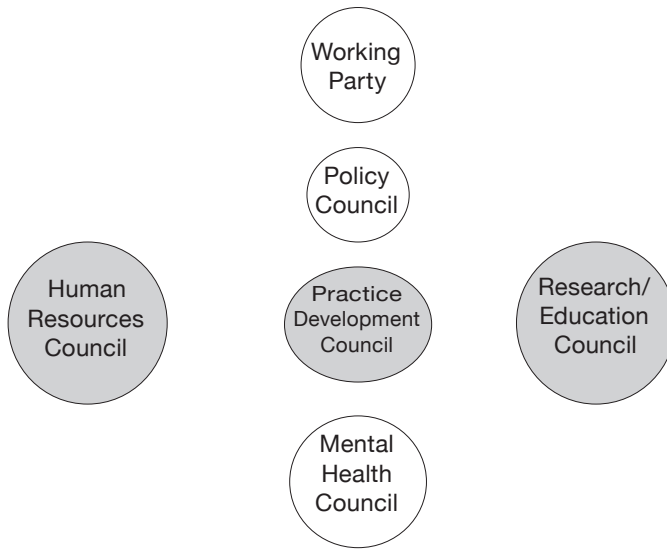 Working
Party
Policy
Council
Human
Resources
Council
Practice
Development
Council
Research/
Education
Council
Mental
Health
Council